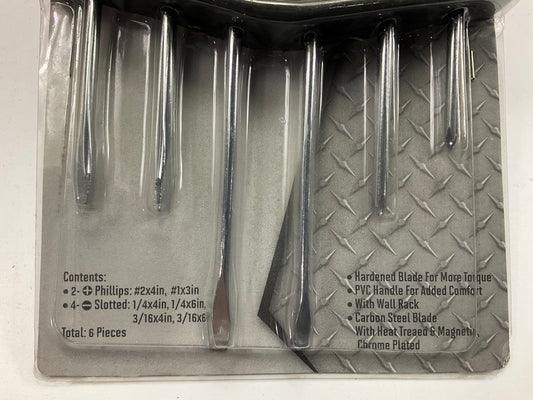 Contents:
• 2- Phillips: #2x4in, #1x3in
• 4- Slotted: 1/4x4in, 1/4x6in,
3/16x4in, 3/16x6
Total: 6 Pieces
• Hardened Blade For More Torque
• PVC Handle For Added Comfort
• With Wall Rack
• Carbon Steel Blade
With Heat Treaed & Magnetic,
Chrome Plated